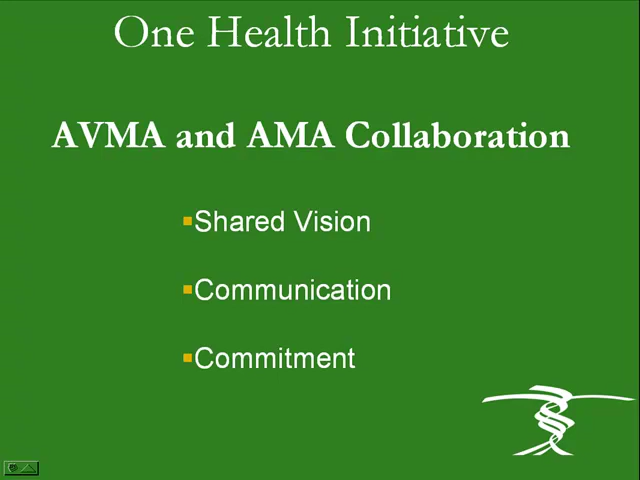 One Health Initiative
AVMA and AMA Collaboration
Shared Vision
Communication
Commitment